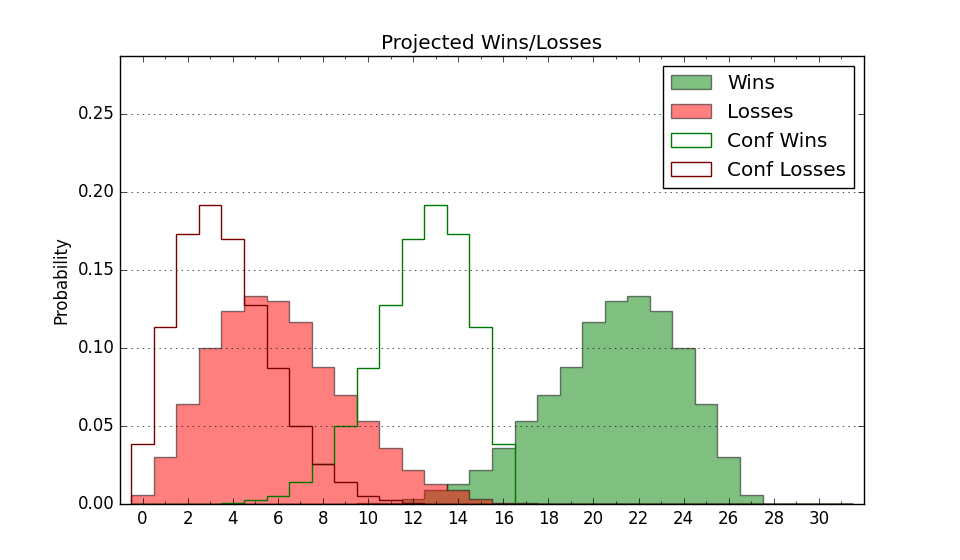 Projected Wins/Losses
Wins
Losses
Conf Wins
Conf Losses
Probability
0.25
0.20
0.15
0.10
0.05
0.00
0 2 4 6 8 10 12 14 16 18 20 22 24 26 28 30